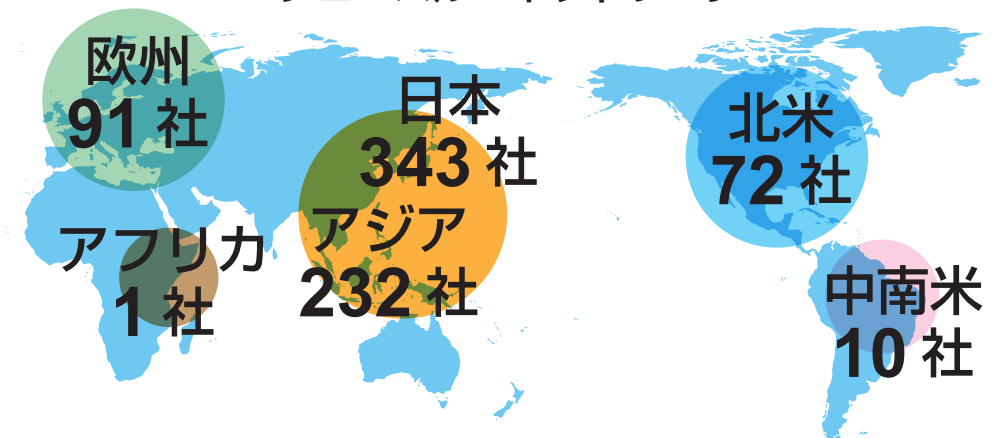 欧州
91 社
日本
343 社
アジア
232 社
アフリカ
1 社
北米
72 社
中南米
10 社